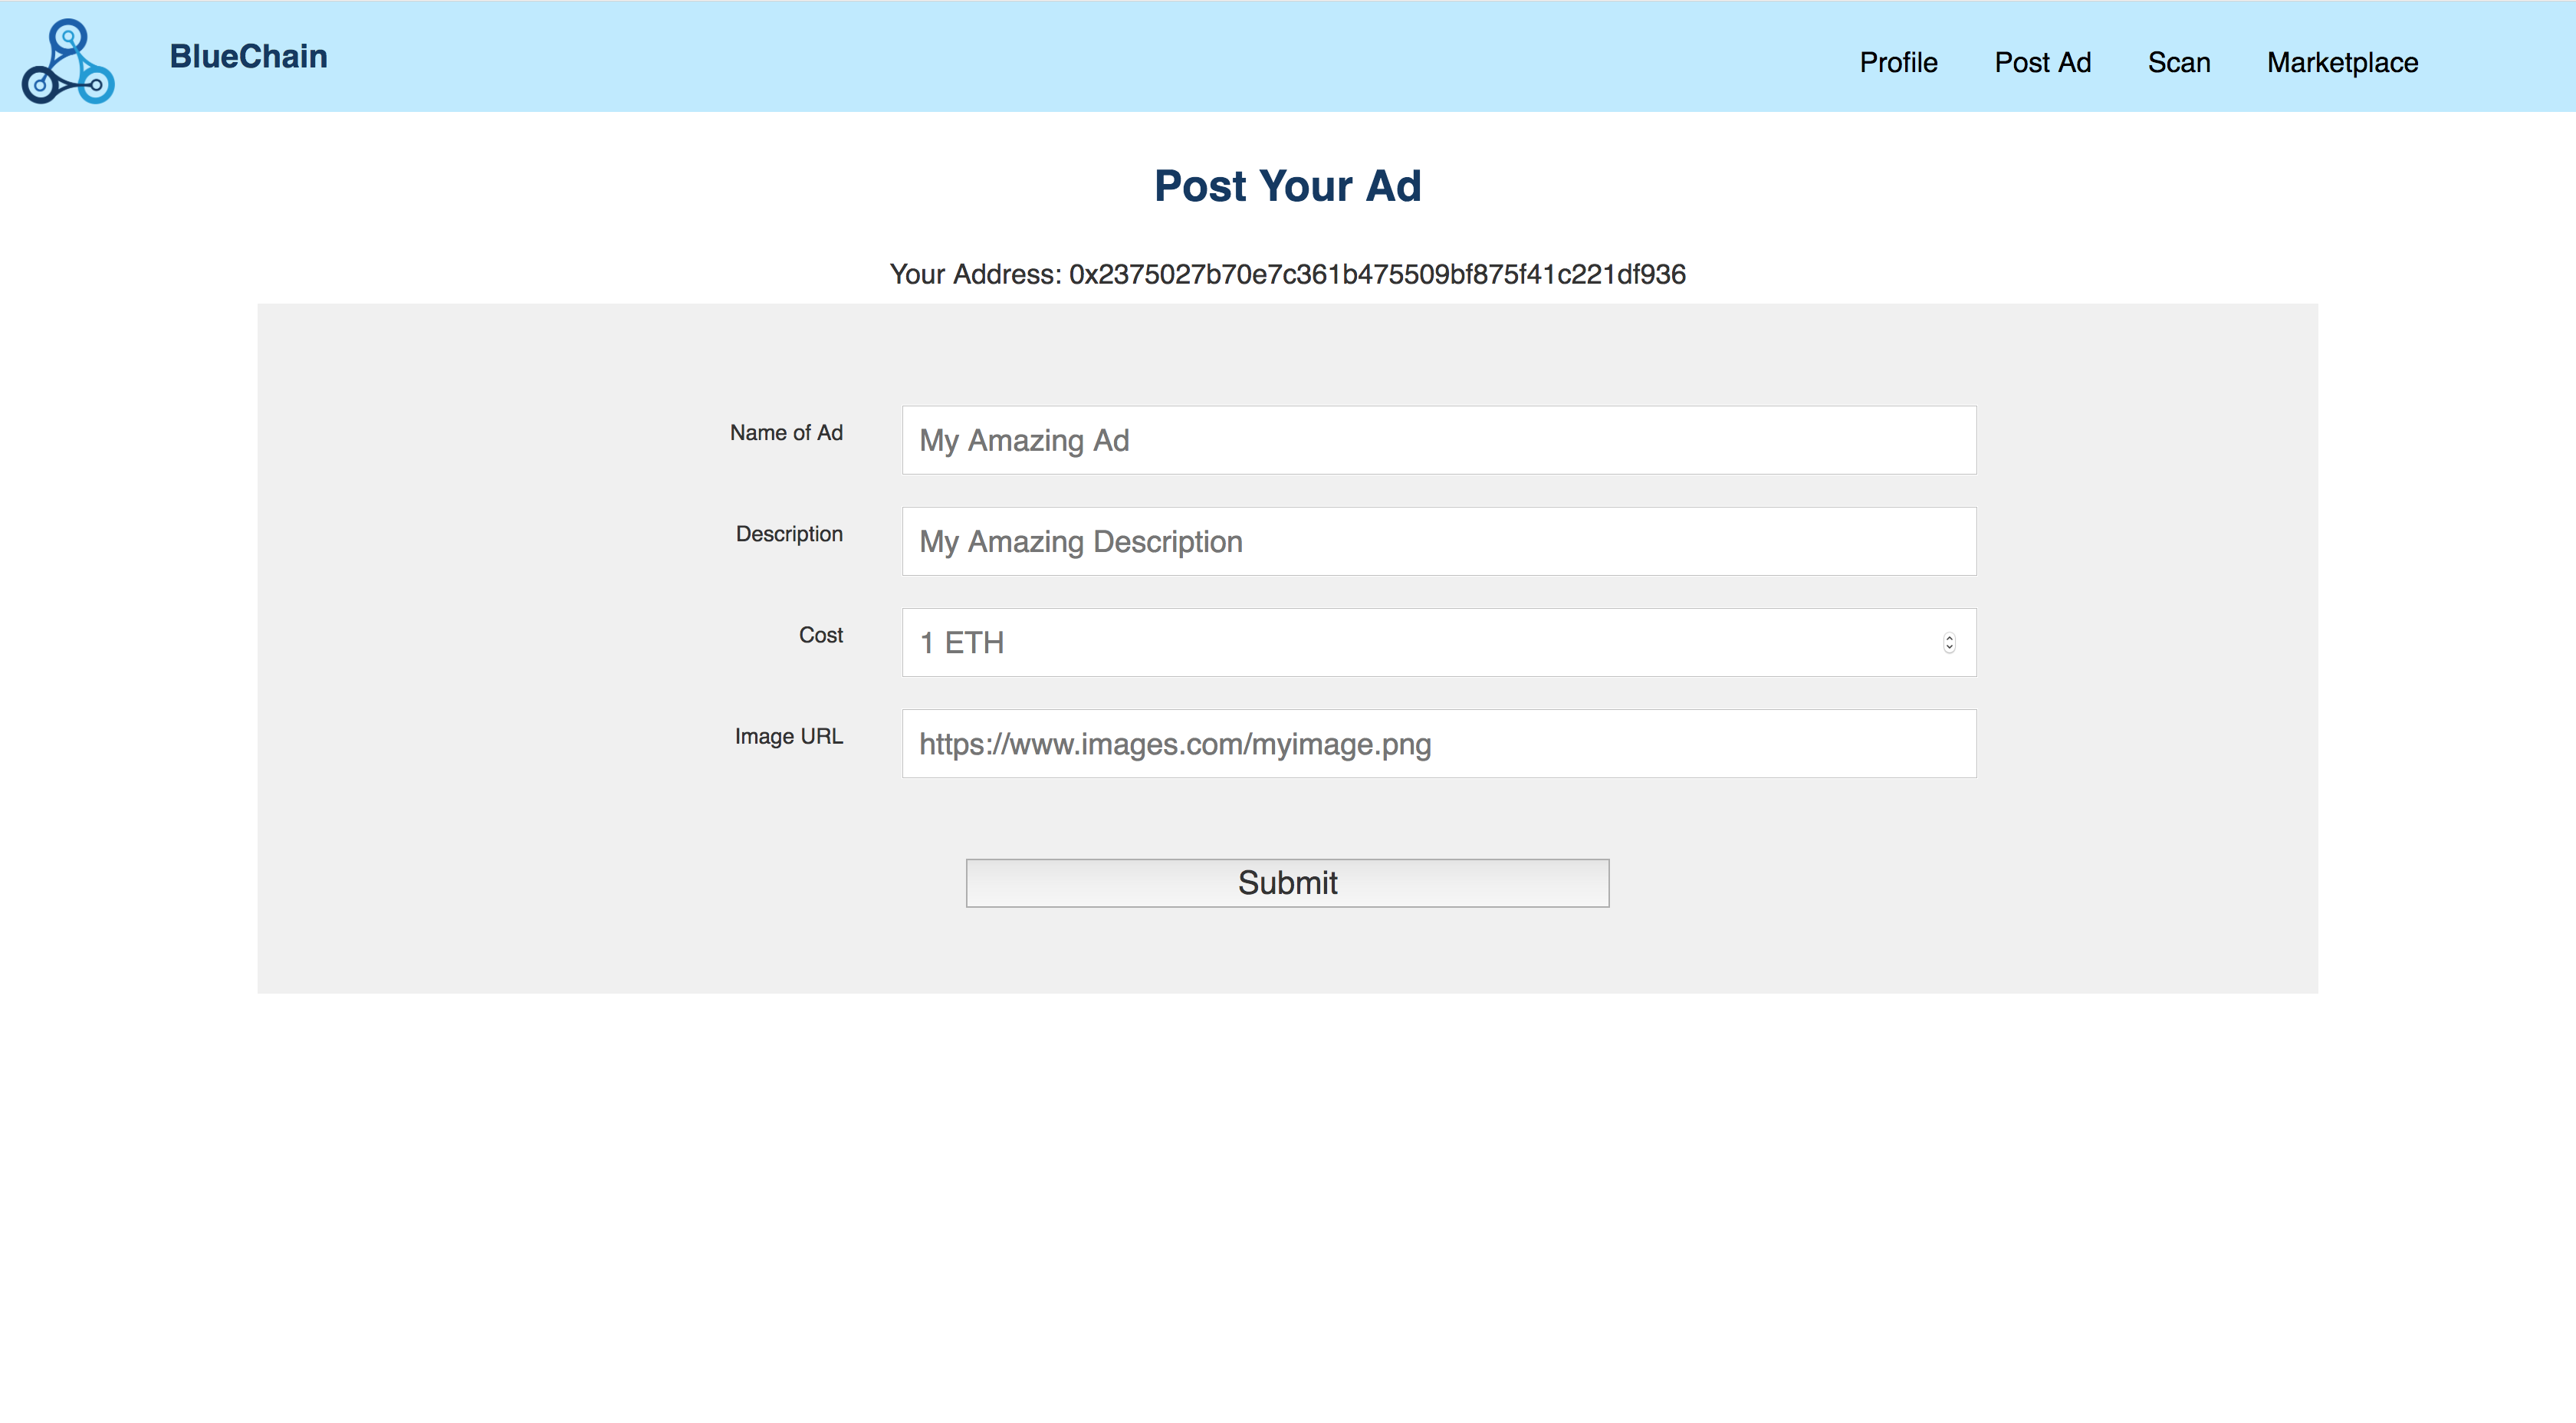 BlueChain
Profile Post Ad Scan Marketplace
Post Your Ad
Your Address: 0x2375027b70e7c361b475509bf875f41c221df936
Name of Ad My Amazing Ad
Description My Amazing Description
Cost 1 ETH
Image URL https://www.images.com/myimage.png
Submit